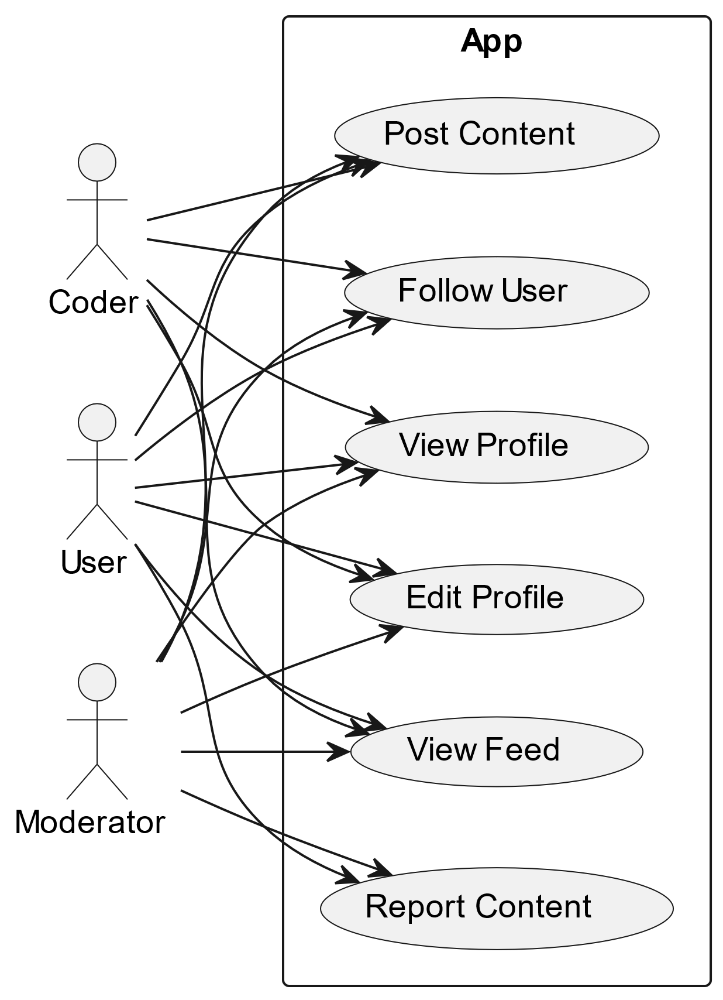 App
Post Content
Follow User
Coder
View Profile
User
Edit Profile
View Feed
Moderator
Report Content